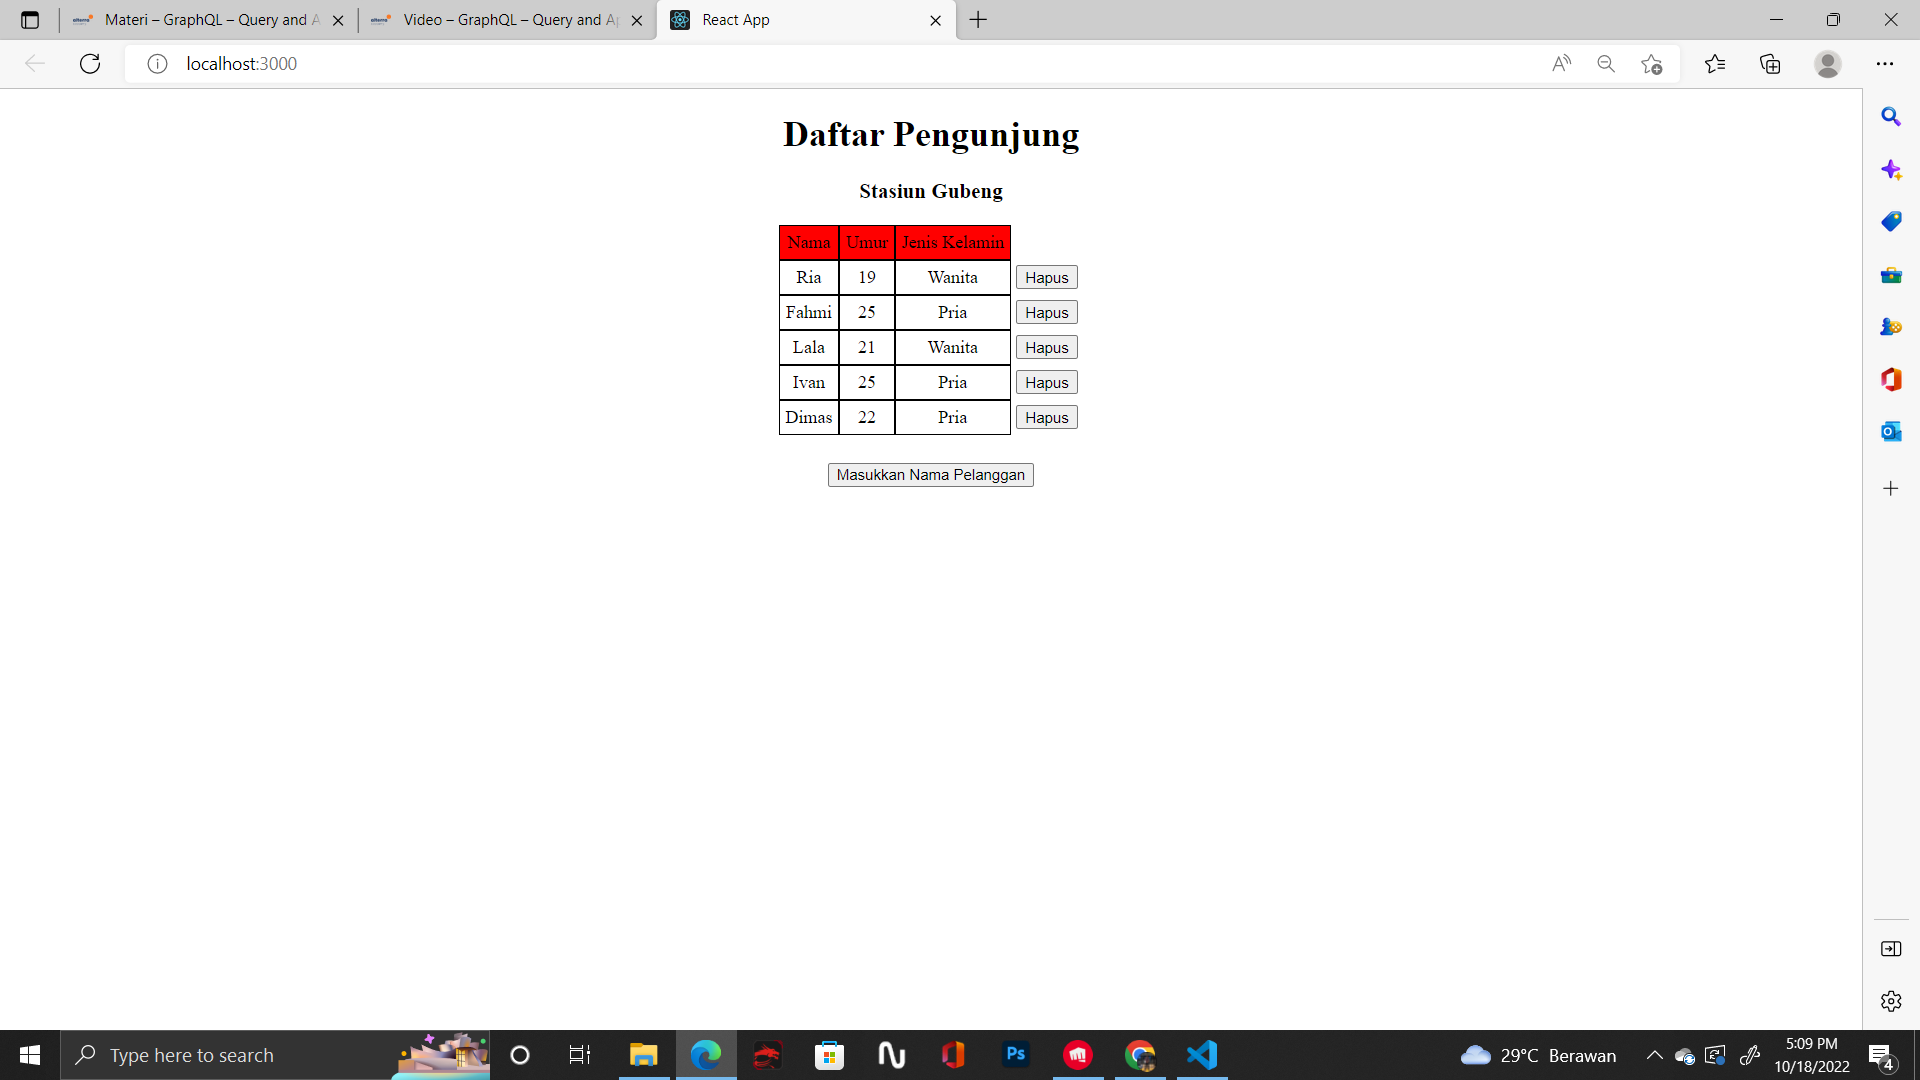 Materi – GraphQL – Query and A
Video – GraphQL – Query and Ap
React App
localhost:3000
Daftar Pengunjung
Stasiun Gubeng
Nama Umur Jenis Kelamin
Ria 19 Wanita Hapus
Fahmi 25 Pria Hapus
Lala 21 Wanita Hapus
Ivan 25 Pria Hapus
Dimas 22 Pria Hapus
Masukkan Nama Pelanggan
Type here to search
Ps
29°C Berawan
5:09 PM
10/18/2022
4